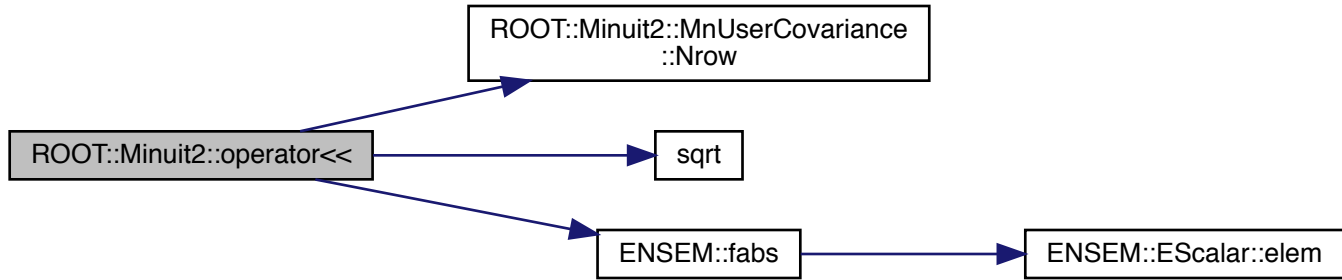 ROOT::Minuit2::MnUserCovariance
::Nrow
ROOT::Minuit2::operator<<
sqrt
ENSEM::fabs
ENSEM::EScalar::elem